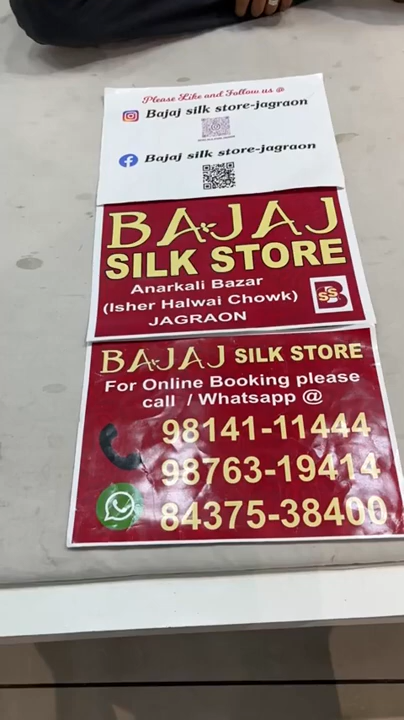 Please Like and Follow us @
Bajaj silk store-jagraon
Bajaj silk store-jagraon
BAJAJ
SILK STORE
Anarkali Bazar
(Isher Halwai Chowk)
JAGRAON
BSS
BAJAJ SILK STORE
For Online Booking please
call / Whatsapp @
98141-11444
98763-19414
84375-38400